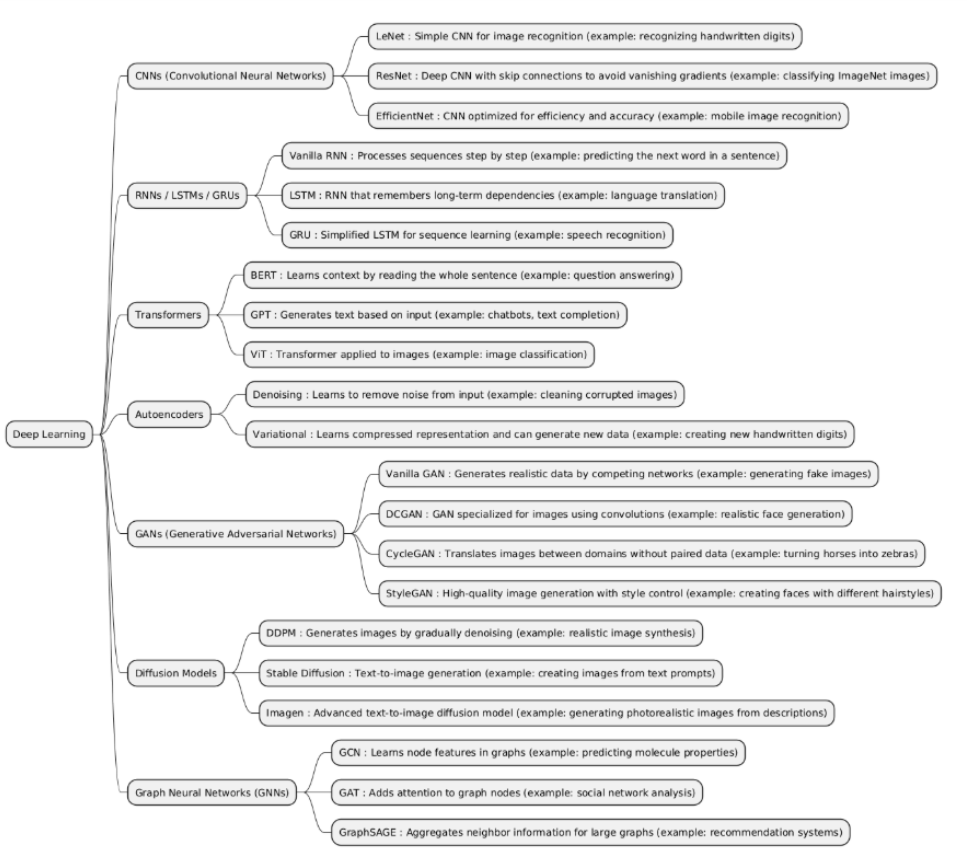 Deep Learning
CNNs (Convolutional Neural Networks)
LeNet : Simple CNN for image recognition (example: recognizing handwritten digits)
ResNet : Deep CNN with skip connections to avoid vanishing gradients (example: classifying ImageNet images)
EfficientNet : CNN optimized for efficiency and accuracy (example: mobile image recognition)
RNNs / LSTMs / GRUs
Vanilla RNN : Processes sequences step by step (example: predicting the next word in a sentence)
LSTM : RNN that remembers long-term dependencies (example: language translation)
GRU : Simplified LSTM for sequence learning (example: speech recognition)
Transformers
BERT : Learns context by reading the whole sentence (example: question answering)
GPT : Generates text based on input (example: chatbots, text completion)
ViT : Transformer applied to images (example: image classification)
Autoencoders
Denoising : Learns to remove noise from input (example: cleaning corrupted images)
Variational : Learns compressed representation and can generate new data (example: creating new handwritten digits)
GANs (Generative Adversarial Networks)
Vanilla GAN : Generates realistic data by competing networks (example: generating fake images)
DCGAN : GAN specialized for images using convolutions (example: realistic face generation)
CycleGAN : Translates images between domains without paired data (example: turning horses into zebras)
StyleGAN : High-quality image generation with style control (example: creating faces with different hairstyles)
Diffusion Models
DDPM : Generates images by gradually denoising (example: realistic image synthesis)
Stable Diffusion : Text-to-image generation (example: creating images from text prompts)
Imagen : Advanced text-to-image diffusion model (example: generating photorealistic images from descriptions)
Graph Neural Networks (GNNs)
GCN : Learns node features in graphs (example: predicting molecule properties)
GAT : Adds attention to graph nodes (example: social network analysis)
GraphSAGE : Aggregates neighbor information for large graphs (example: recommendation systems)